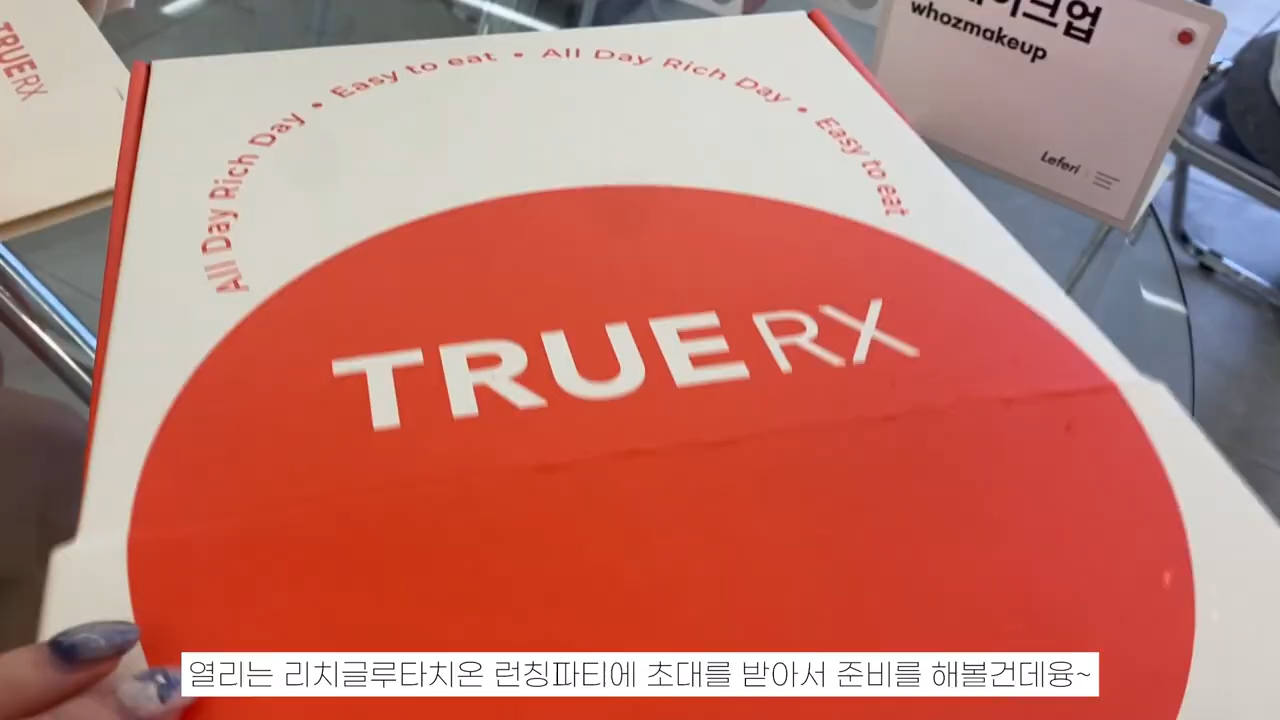 TRUERX
All Day Rich Day • Easy to eat • All Day Rich Day • Easy to eat
whozmakeup
Leferi
TRUE RX
열리는 리치글루타치온 런칭파티에 초대를 받아서 준비를 해볼건데융~